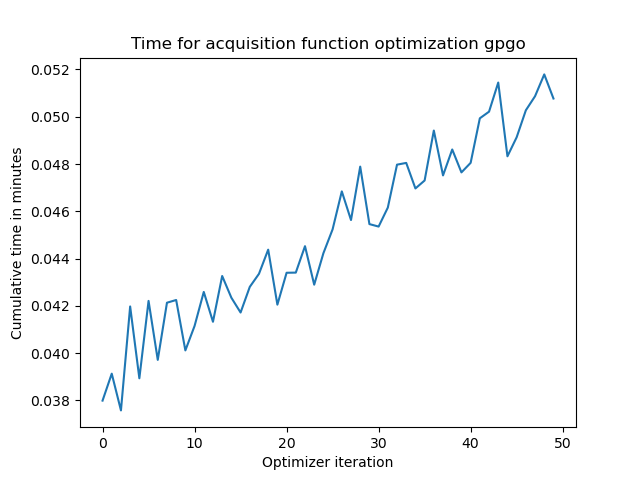 Time for acquisition function optimization gpgo
0.052
0.050
0.048
0.046
0.044
0.042
0.040
0.038
Cumulative time in minutes
0 10 20 30 40 50
Optimizer iteration